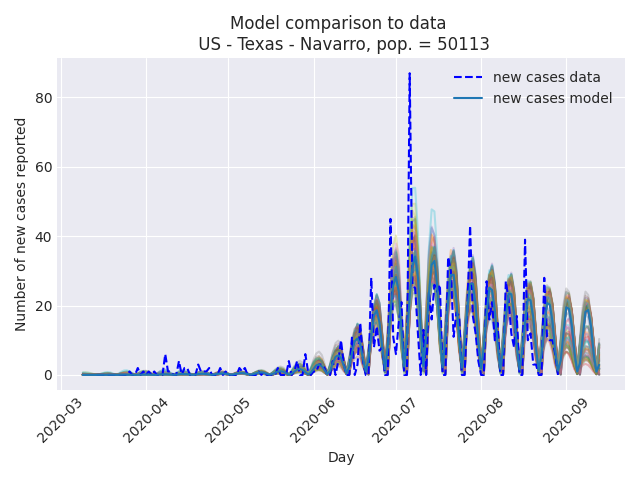 Model comparison to data
US - Texas - Navarro, pop. = 50113
new cases data
new cases model
Number of new cases reported
80
60
40
20
0
2020-03
2020-04
2020-05
2020-06
2020-07
2020-08
2020-09
Day